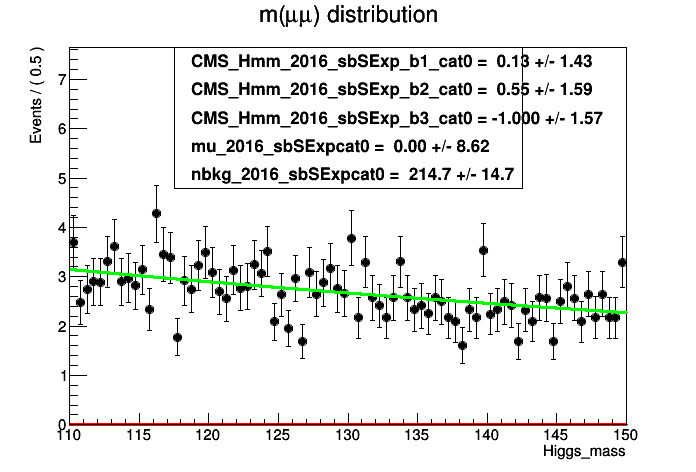 m(μμ) distribution
Events / ( 0.5 )
CMS_Hmm_2016_sbSExp_b1_cat0 = 0.13 +/- 1.43
CMS_Hmm_2016_sbSExp_b2_cat0 = 0.55 +/- 1.59
CMS_Hmm_2016_sbSExp_b3_cat0 = -1.000 +/- 1.57
mu_2016_sbSExpcat0 = 0.00 +/- 8.62
nbkg_2016_sbSExpcat0 = 214.7 +/- 14.7
7
6
5
4
3
2
1
0
110 115 120 125 130 135 140 145 150
Higgs_mass